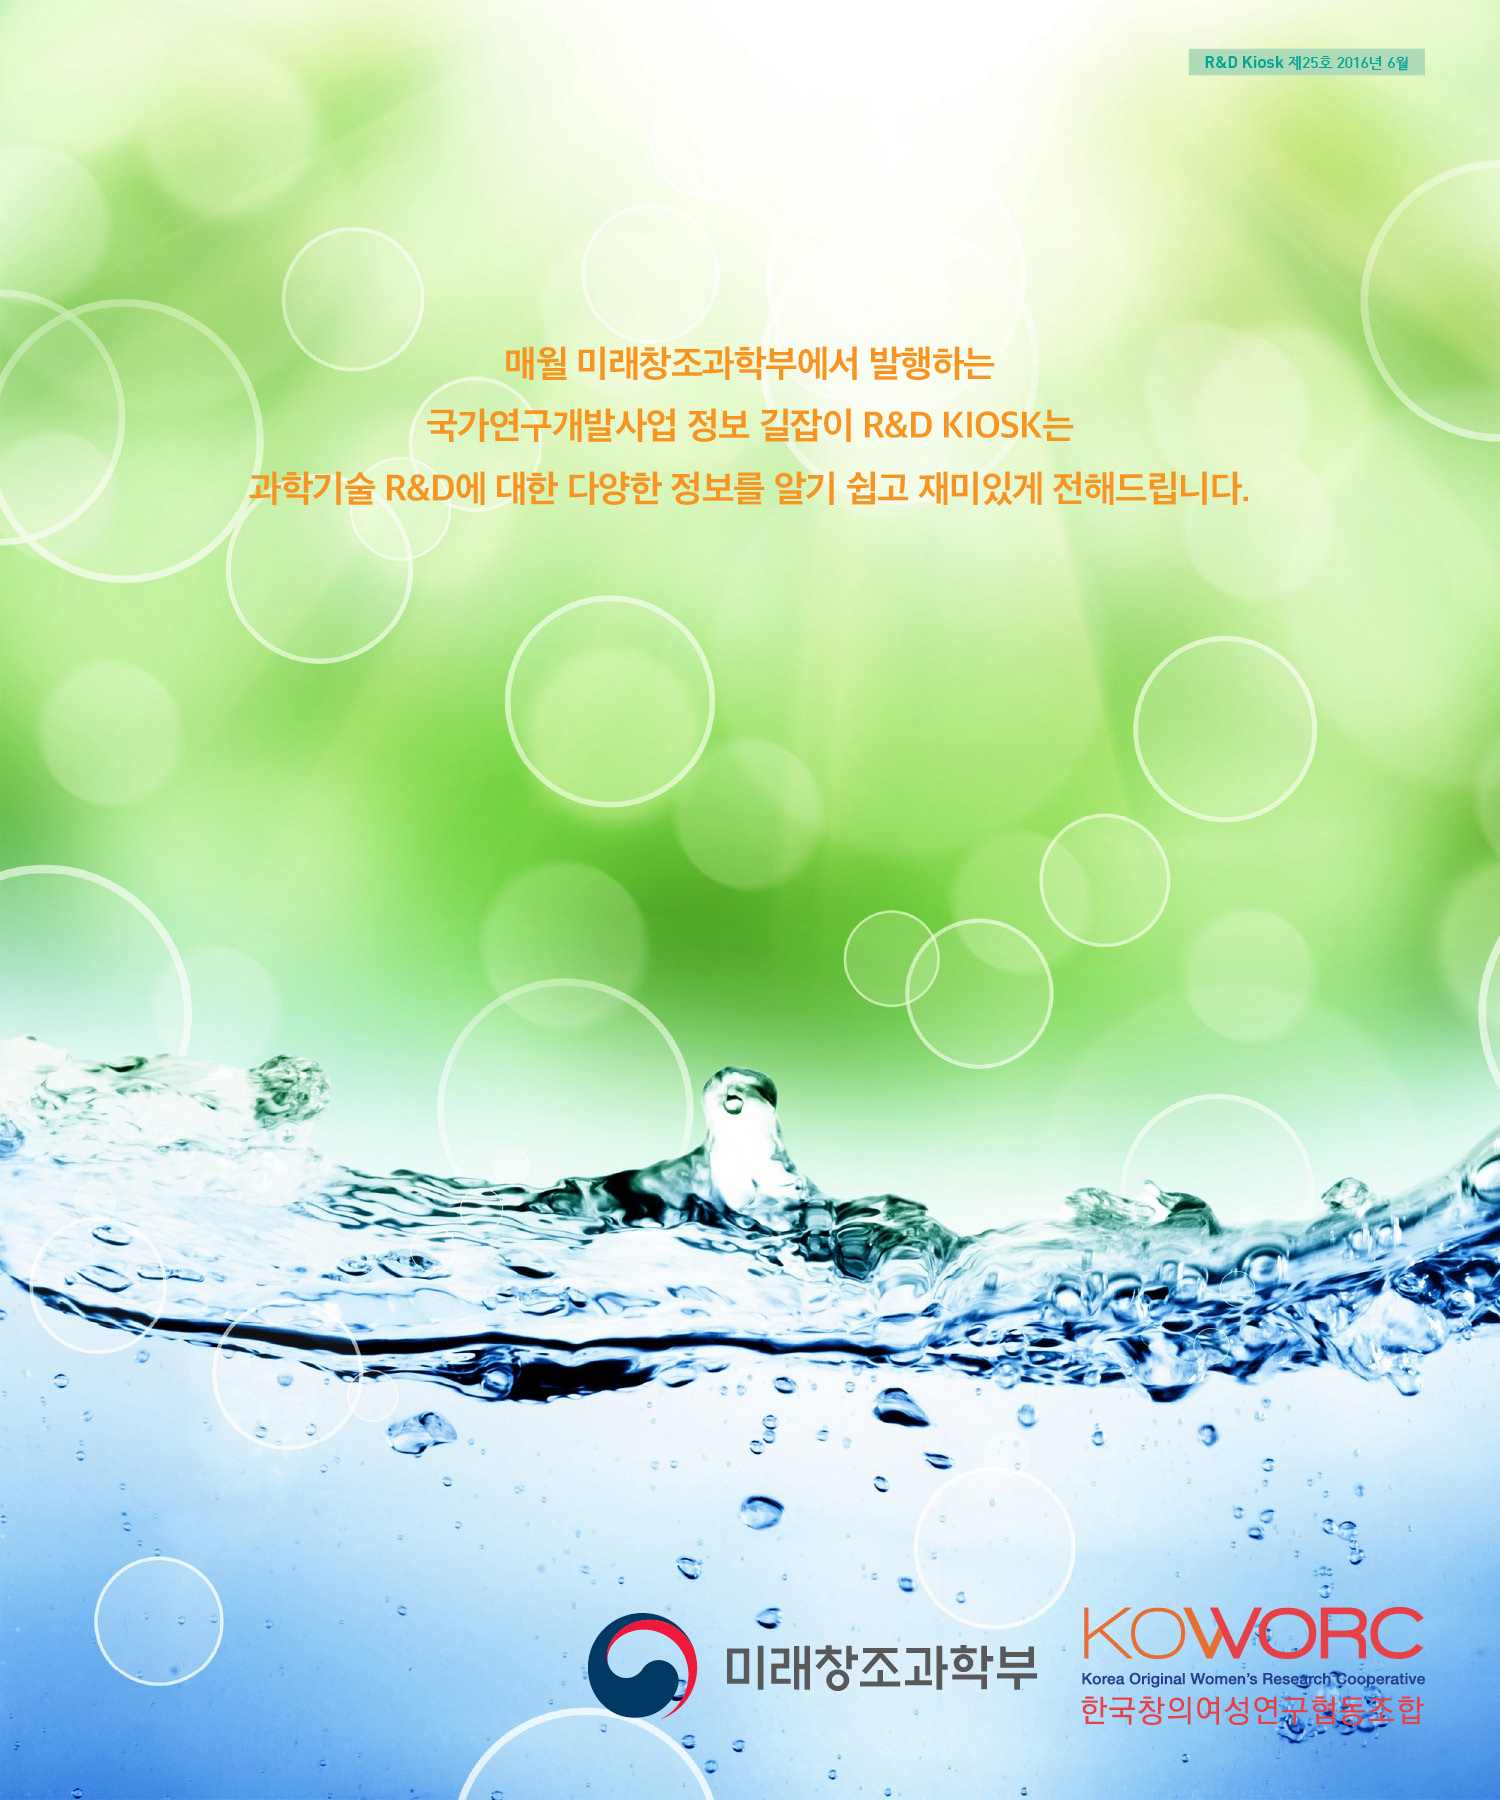 R&D Kiosk 제25호 2016년 6월
매월 미래창조과학부에서 발행하는
국가연구개발사업 정보 길잡이 R&D KIOSK는
과학기술 R&D에 대한 다양한 정보를 알기 쉽고 재미있게 전해드립니다.
미래창조과학부
KOWORC
Korea Original Women's Research Cooperative
한국창의여성연구협동조합